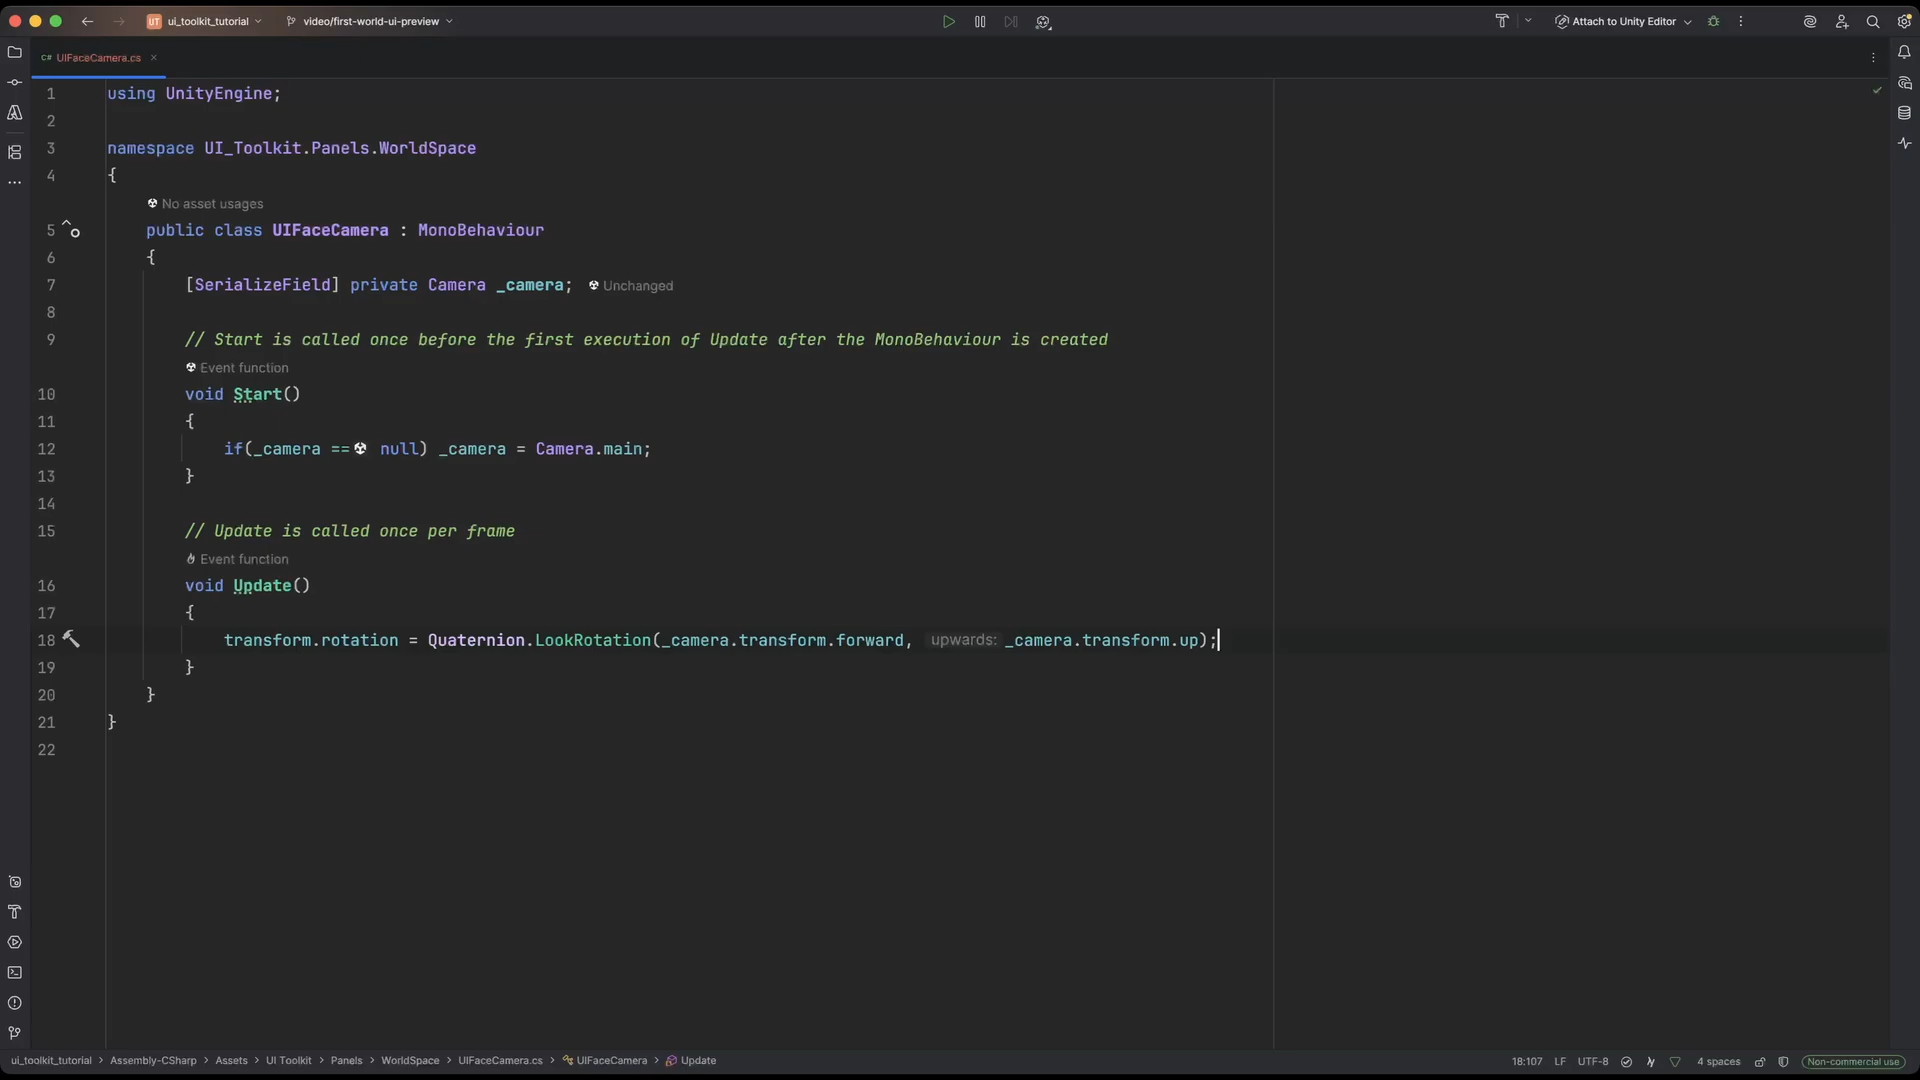 UT ui_toolkit_tutorial video/first-world-ui-preview Attach to Unity Editor
C# UIFaceCamera.cs
1 using UnityEngine;
2
3 namespace UI_Toolkit.Panels.WorldSpace
4 {
No asset usages
5 public class UIFaceCamera : MonoBehaviour
6 {
7 [SerializeField] private Camera _camera; Unchanged
8
9 // Start is called once before the first execution of Update after the MonoBehaviour is created
Event function
10 void Start()
11 {
12 if(_camera == null) _camera = Camera.main;
13 }
14
15 // Update is called once per frame
Event function
16 void Update()
17 {
18 transform.rotation = Quaternion.LookRotation(_camera.transform.forward, upwards: _camera.transform.up);
19 }
20 }
21 }
22
ui_toolkit_tutorial > Assembly-CSharp > Assets > UI Toolkit > Panels > WorldSpace > UIFaceCamera.cs > UIFaceCamera > Update 18:107 LF UTF-8 4 spaces Non-commercial use